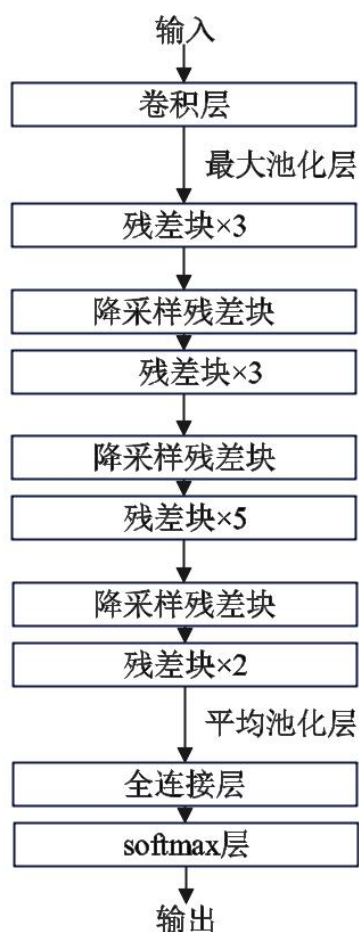 输入
卷积层
最大池化层
残差块×3
降采样残差块
残差块×3
降采样残差块
残差块×5
降采样残差块
残差块×2
平均池化层
全连接层
softmax层
输出